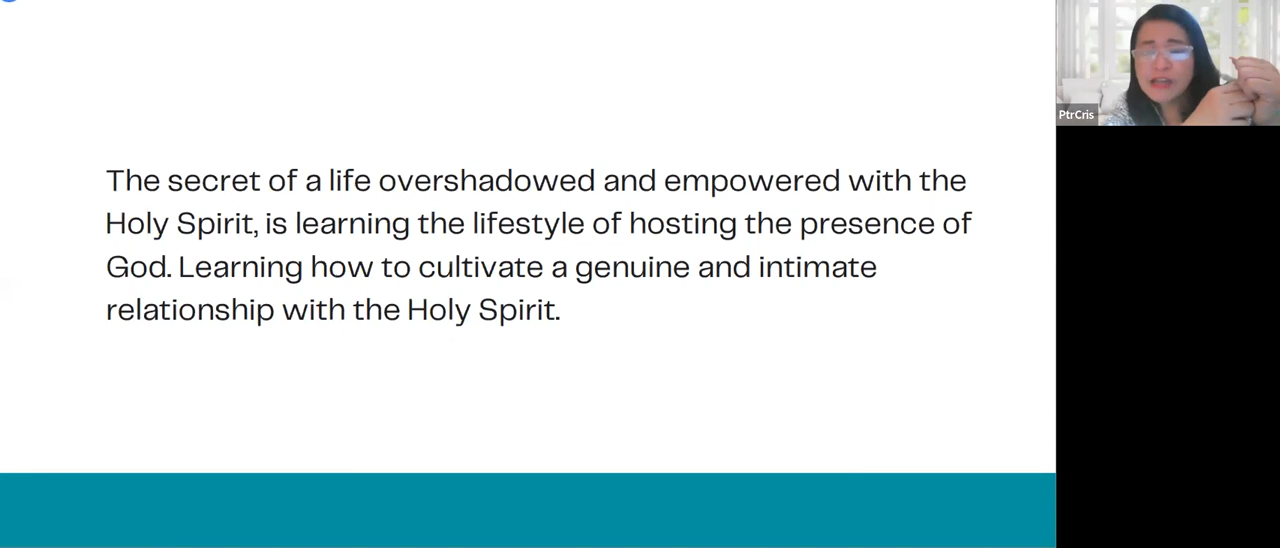 The secret of a life overshadowed and empowered with the
Holy Spirit, is learning the lifestyle of hosting the presence of
God. Learning how to cultivate a genuine and intimate
relationship with the Holy Spirit.
PtrCris